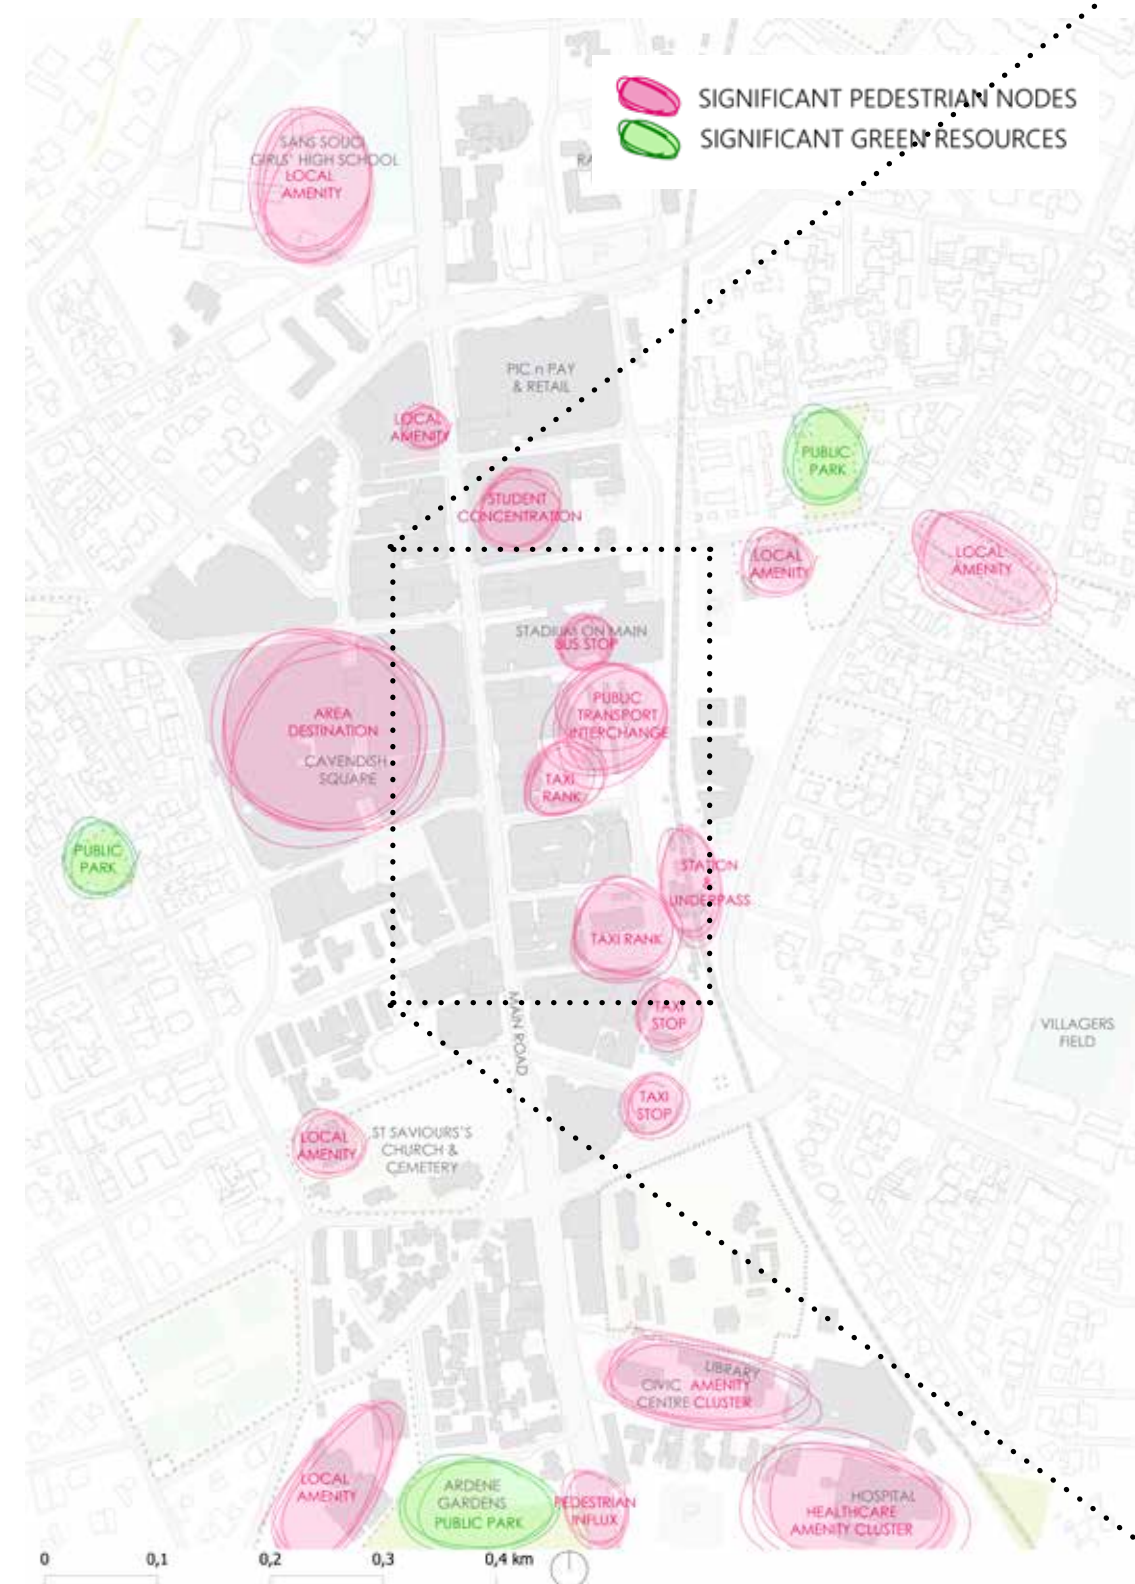 SIGNIFICANT PEDESTRIAN NODES
SIGNIFICANT GREEN RESOURCES
SANS SOUCI
GIRLS' HIGH SCHOOL
LOCAL
AMENITY
RA
PIC n PAY
& RETAIL
LOCAL
AMENITY
PUBLIC
PARK
STUDENT
CONCENTRATION
LOCAL
AMENITY
LOCAL
AMENITY
STADIUM ON MAIN
BUS STOP
PUBLIC
TRANSPORT
INTERCHANGE
AREA
DESTINATION
CAVENDISH
SQUARE
TAXI
RANK
PUBLIC
PARK
STATION
&
UNDERPASS
TAXI RANK
TAXI
STOP
MAIN ROAD
VILLAGERS
FIELD
TAXI
STOP
LOCAL
AMENITY
ST SAVIOURS'S
CHURCH &
CEMETERY
LIBRARY
CIVIC AMENITY
CENTRE CLUSTER
LOCAL
AMENITY
ARDENE
GARDENS
PUBLIC PARK
PEDESTRIAN
INFLUX
HOSPITAL
HEALTHCARE
AMENITY CLUSTER
0 0,1 0,2 0,3 0,4 km